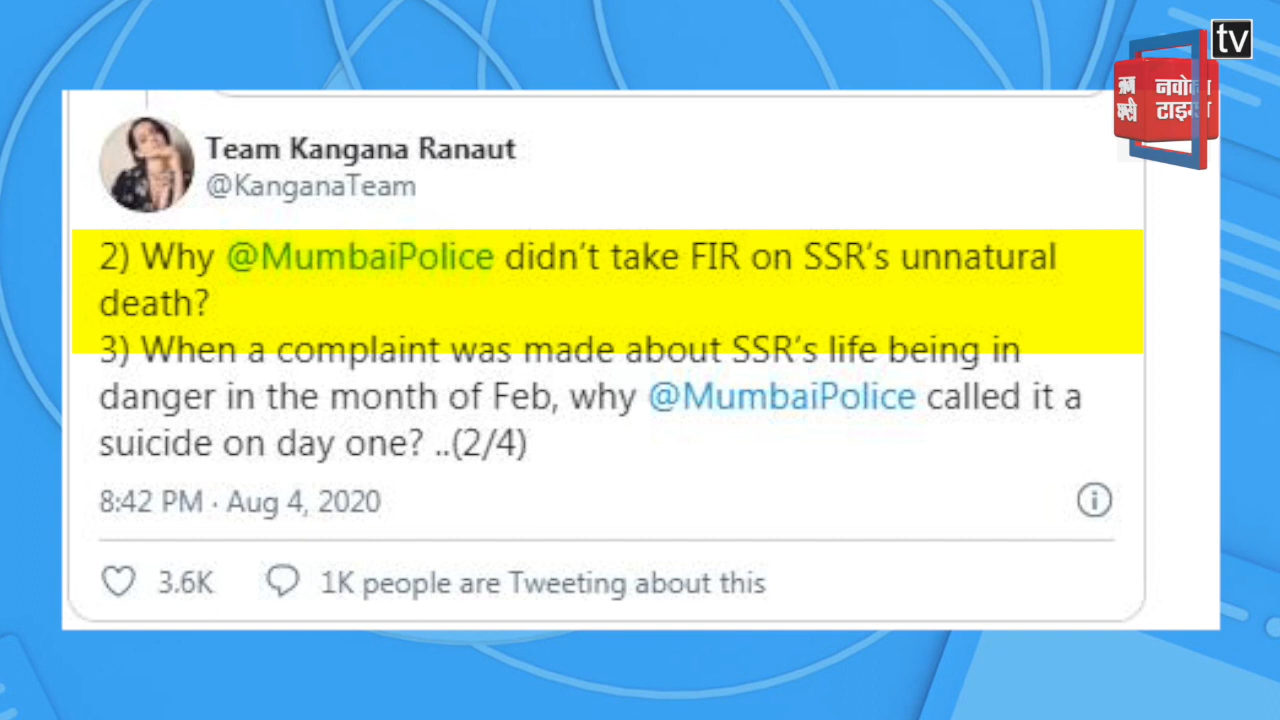 tv
नवो
टाइम
Team Kangana Ranaut
@KanganaTeam
2) Why @MumbaiPolice didn't take FIR on SSR's unnatural
death?
3) When a complaint was made about SSR's life being in
danger in the month of Feb, why @MumbaiPolice called it a
suicide on day one? ..(2/4)
8:42 PM · Aug 4, 2020
3.6K 1K people are Tweeting about this